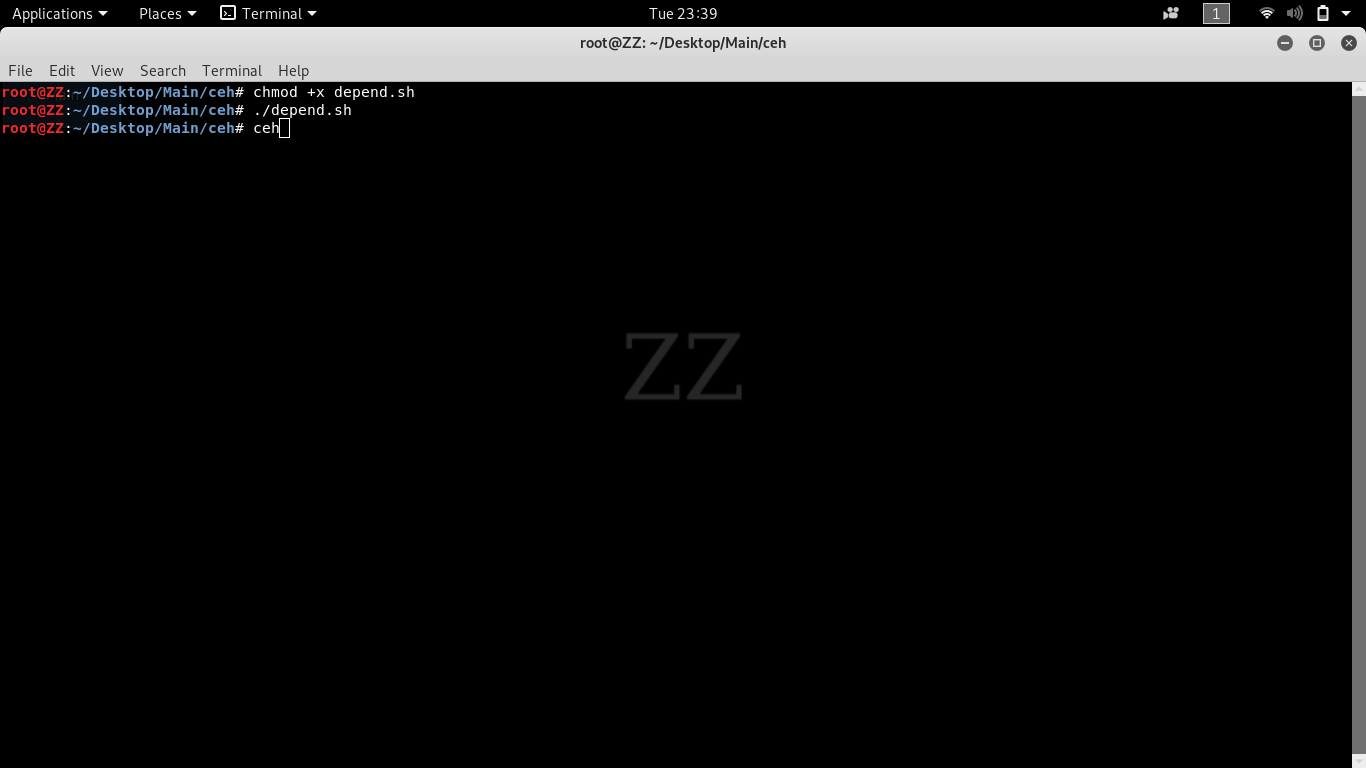 Applications Places Terminal Tue 23:39 1
root@ZZ: ~/Desktop/Main/ceh
File Edit View Search Terminal Help
root@ZZ:~/Desktop/Main/ceh# chmod +x depend.sh
root@ZZ:~/Desktop/Main/ceh# ./depend.sh
root@ZZ:~/Desktop/Main/ceh# ceh
ZZ